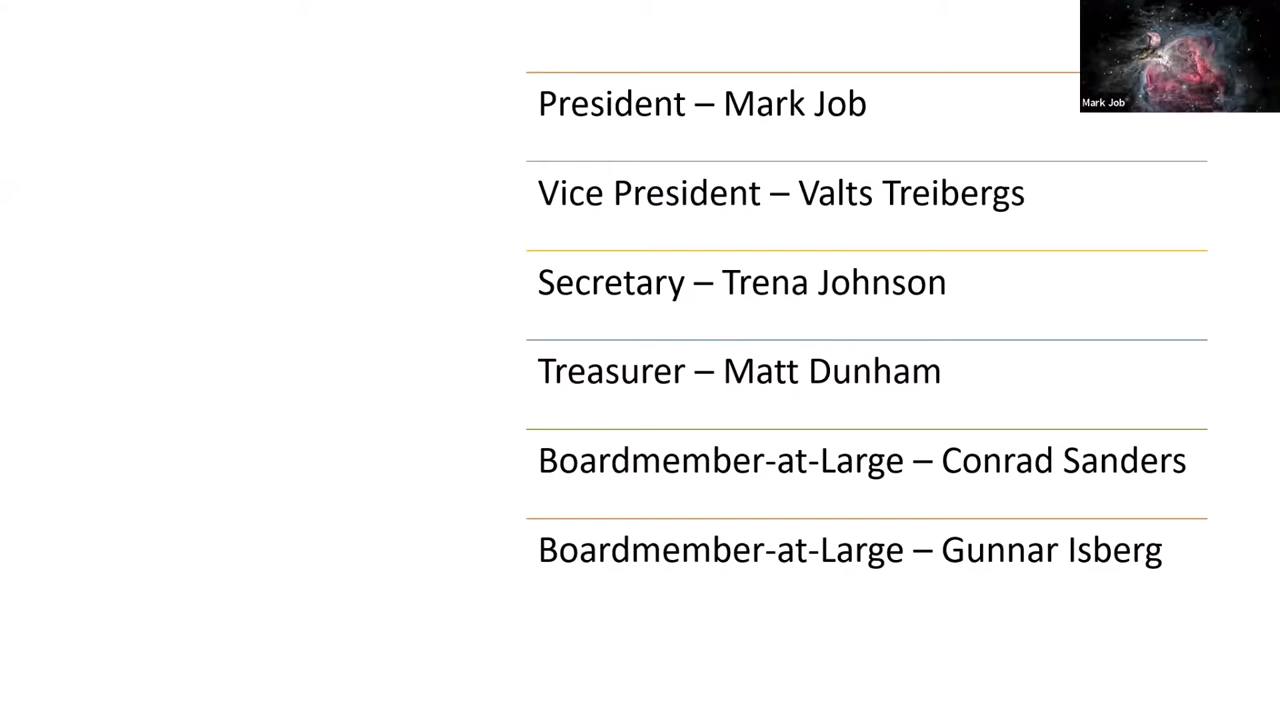 President – Mark Job
Mark Job
Vice President – Valts Treibergs
Secretary – Trena Johnson
Treasurer – Matt Dunham
Boardmember-at-Large – Conrad Sanders
Boardmember-at-Large – Gunnar Isberg